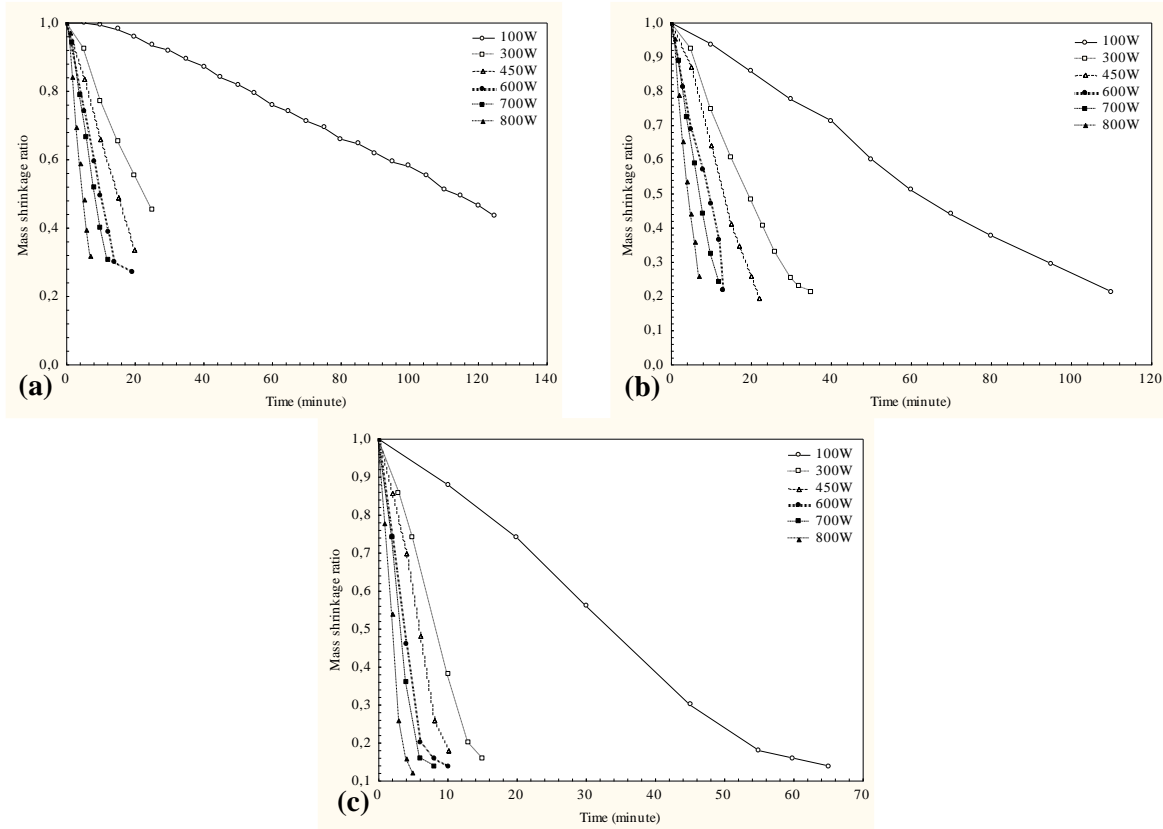 1,0
0,8
0,6
0,4
0,2
0,0
Mass shrinkage ratio
0 20 40 60 80 100 120 140
Time (minute)
100W
300W
450W
600W
700W
800W
(a)
1,0
0,9
0,8
0,7
0,6
0,5
0,4
0,3
0,2
0,1
0,0
Mass shrinkage ratio
0 20 40 60 80 100 120
Time (minute)
100W
300W
450W
600W
700W
800W
(b)
1,0
0,9
0,8
0,7
0,6
0,5
0,4
0,3
0,2
0,1
Mass shrinkage ratio
0 10 20 30 40 50 60 70
Time (minute)
100W
300W
450W
600W
700W
800W
(c)